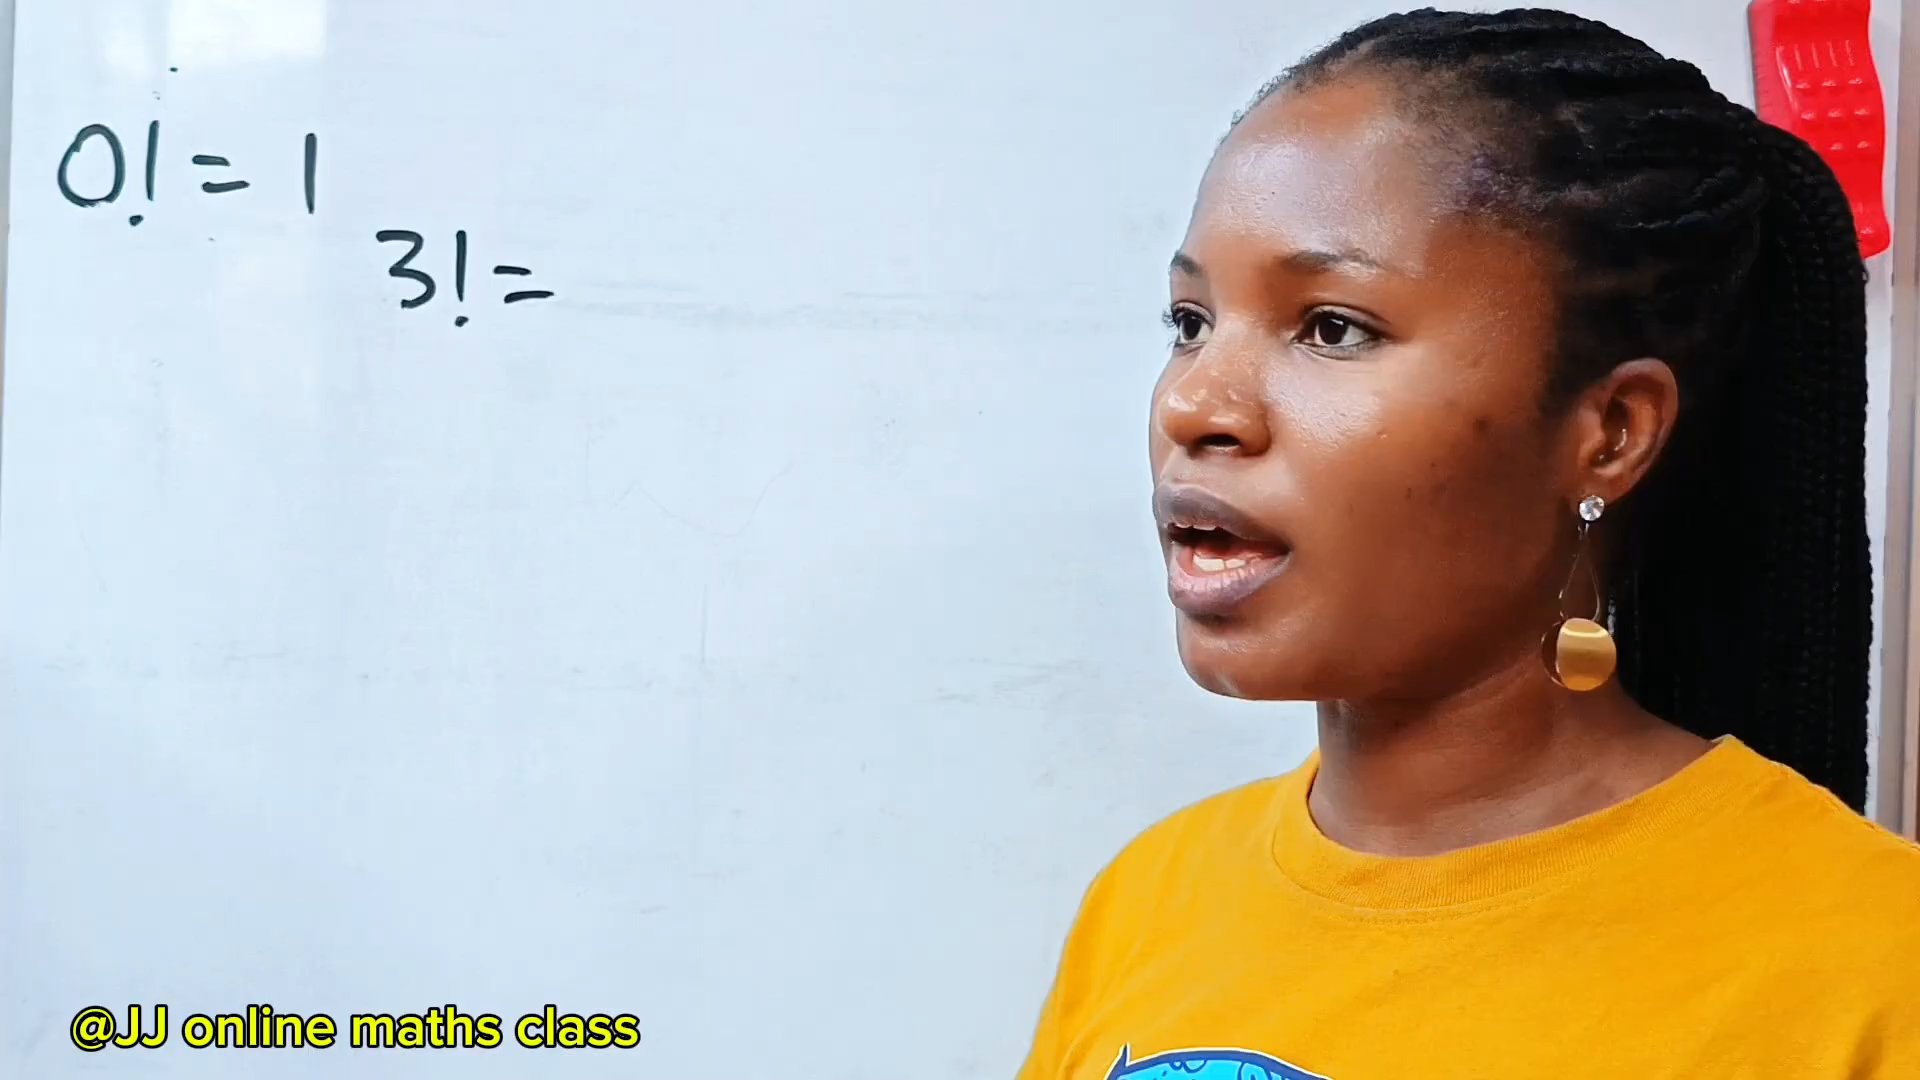 0! = 1
3! =
@JJ online maths class